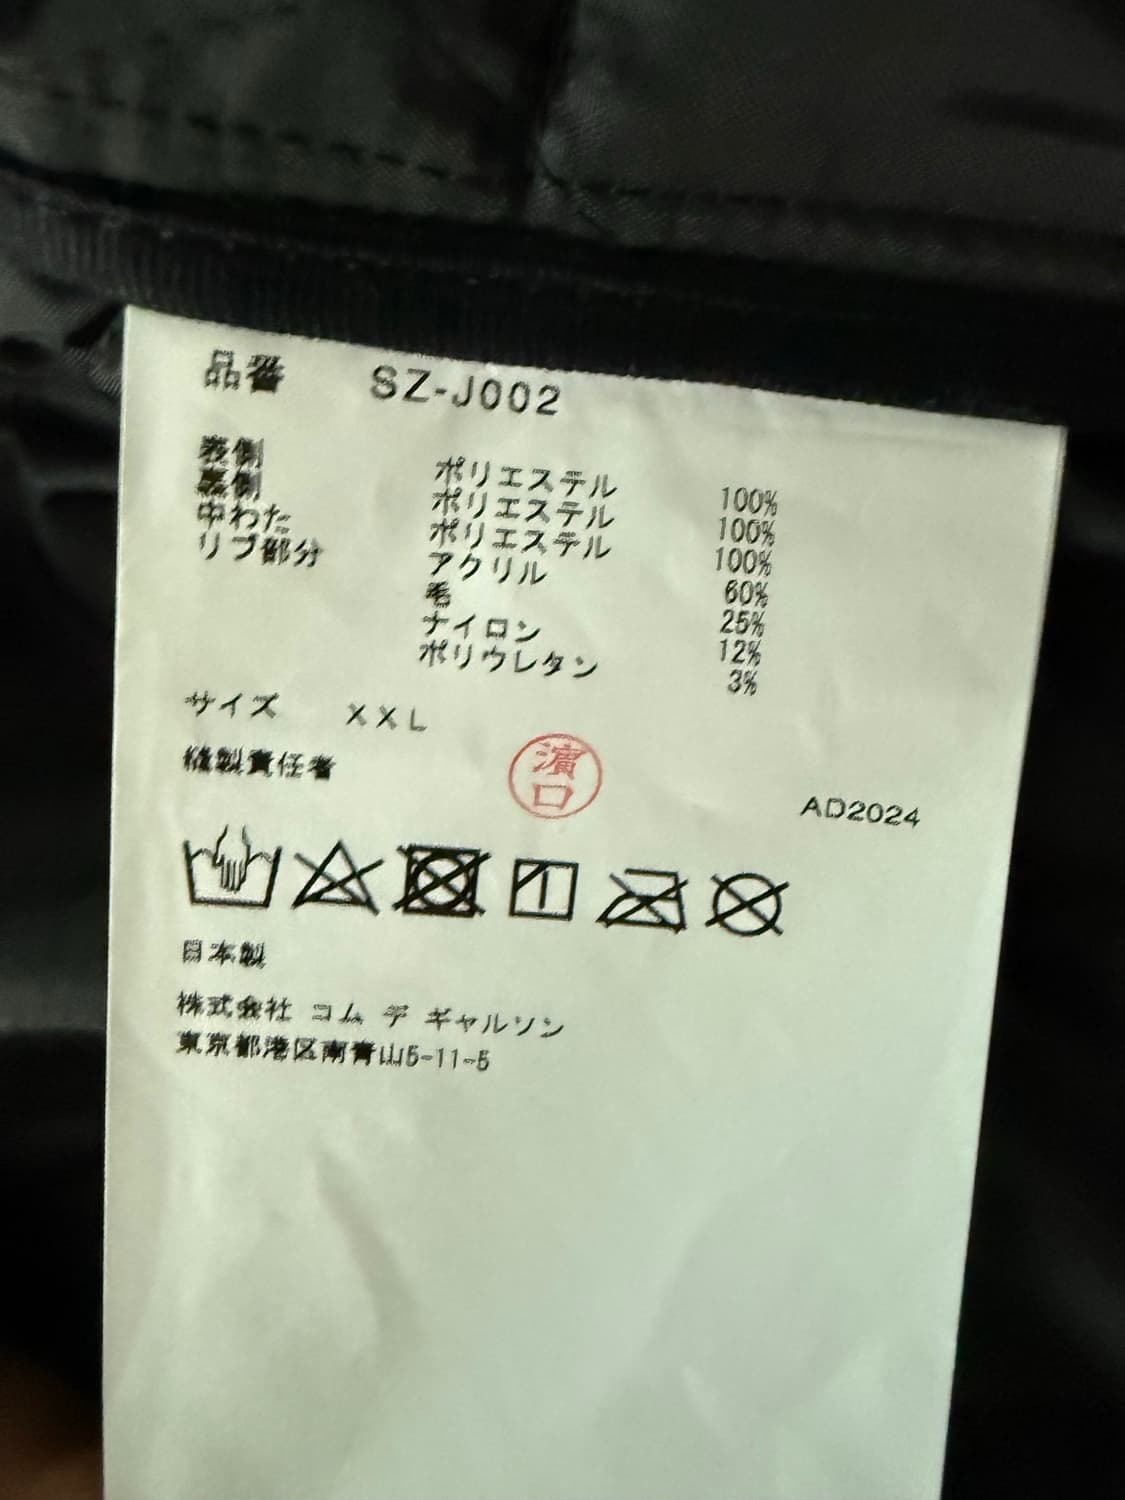 品番 SZ-J002
表側 ポリエステル 100%
裏側 ポリエステル 100%
中わた ポリエステル 100%
リブ部分 アクリル 60%
毛 25%
ナイロン 12%
ポリウレタン 3%
サイズ XXL
縫製責任者 濱口
AD2024
日本製
株式会社 コム デ ギャルソン
東京都港区南青山5-11-5